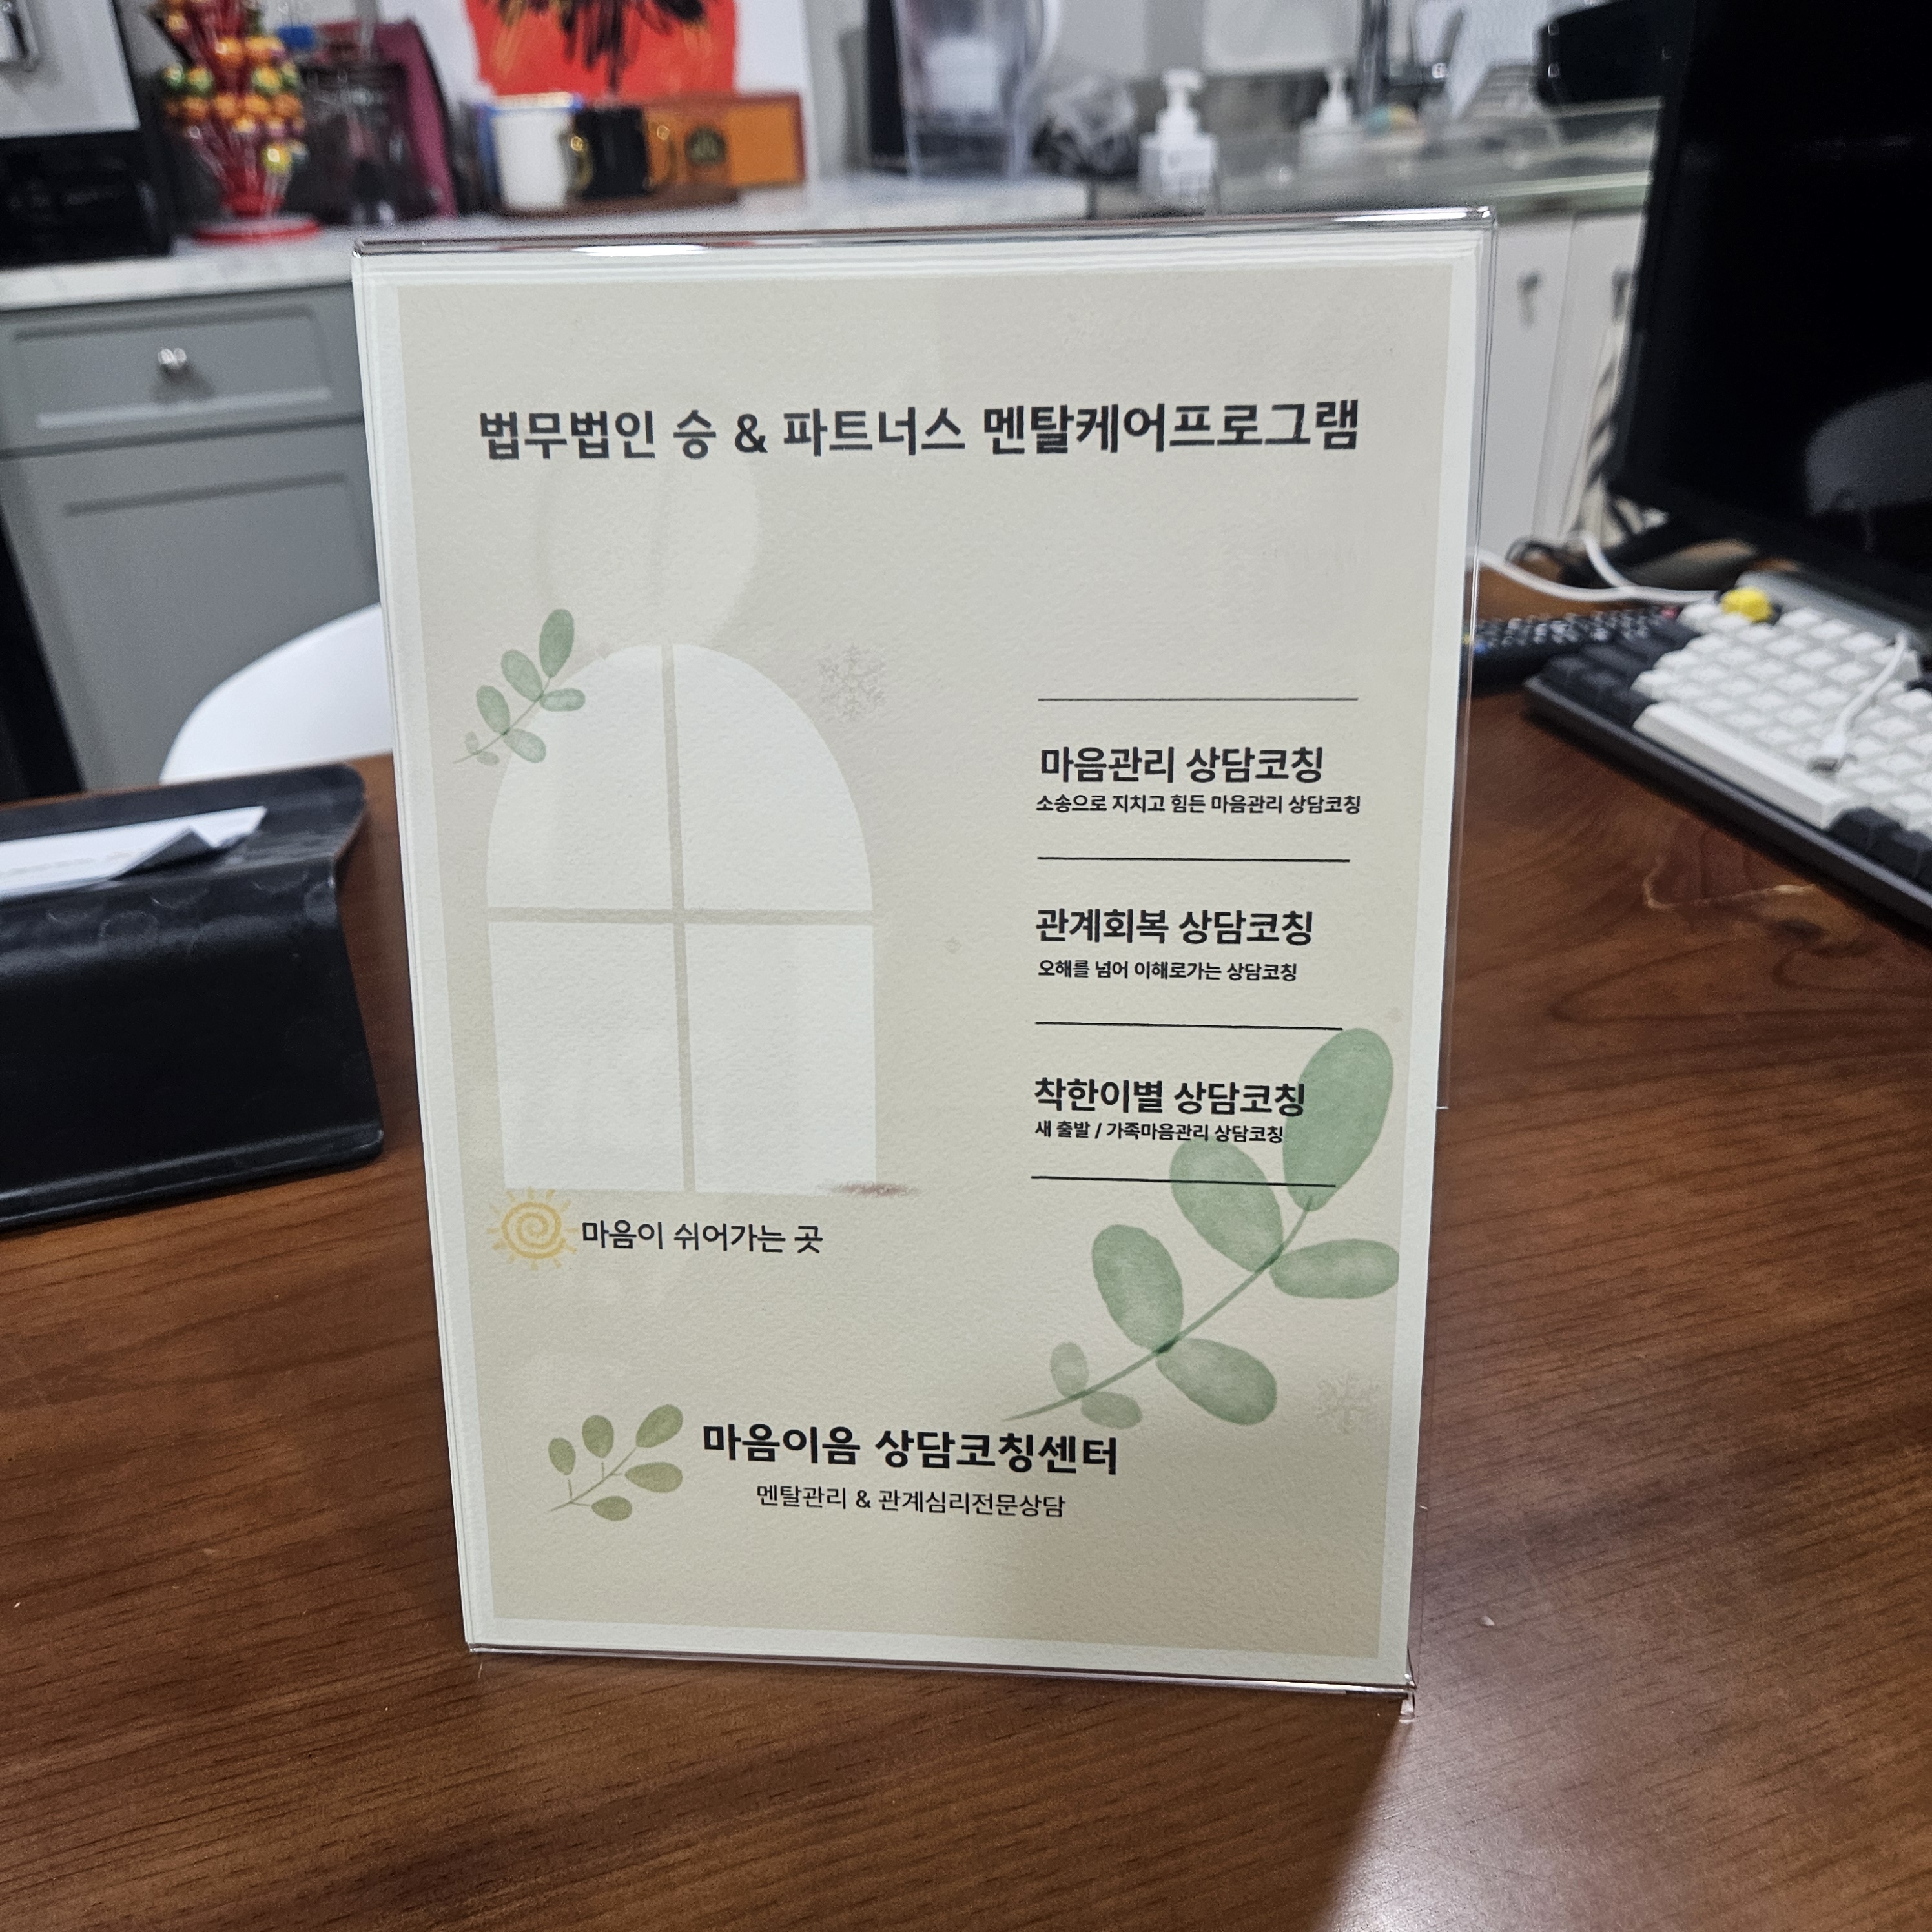 법무법인 승 & 파트너스 멘탈케어프로그램
마음관리 상담코칭
소송으로 지치고 힘든 마음관리 상담코칭
관계회복 상담코칭
오해를 넘어 이해로가는 상담코칭
착한이별 상담코칭
새 출발 / 가족마음관리 상담코칭
마음이 쉬어가는 곳
마음이음 상담코칭센터
멘탈관리 & 관계심리전문상담